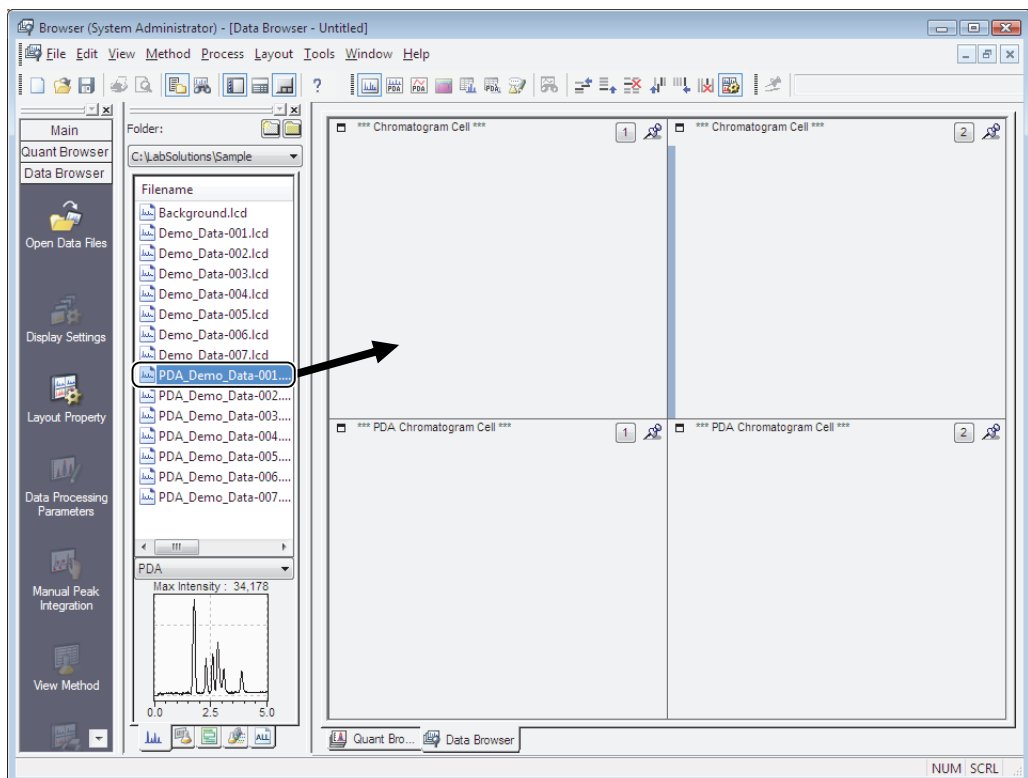 Browser (System Administrator) - [Data Browser - Untitled]
File Edit View Method Process Layout Tools Window Help
Main
Quant Browser
Data Browser
Open Data Files
Display Settings
Layout Property
Data Processing
Parameters
Manual Peak
Integration
View Method
Folder:
C:\LabSolutions\Sample
Filename
Background.lcd
Demo_Data-001.lcd
Demo_Data-002.lcd
Demo_Data-003.lcd
Demo_Data-004.lcd
Demo_Data-005.lcd
Demo_Data-006.lcd
Demo_Data-007.lcd
PDA_Demo_Data-001....
PDA_Demo_Data-002....
PDA_Demo_Data-003....
PDA_Demo_Data-004....
PDA_Demo_Data-005....
PDA_Demo_Data-006....
PDA_Demo_Data-007....
PDA
Max Intensity : 34,178
0.0 2.5 5.0
ALL
*** Chromatogram Cell *** 1
*** Chromatogram Cell *** 2
*** PDA Chromatogram Cell *** 1
*** PDA Chromatogram Cell *** 2
Quant Bro... Data Browser
NUM SCRL